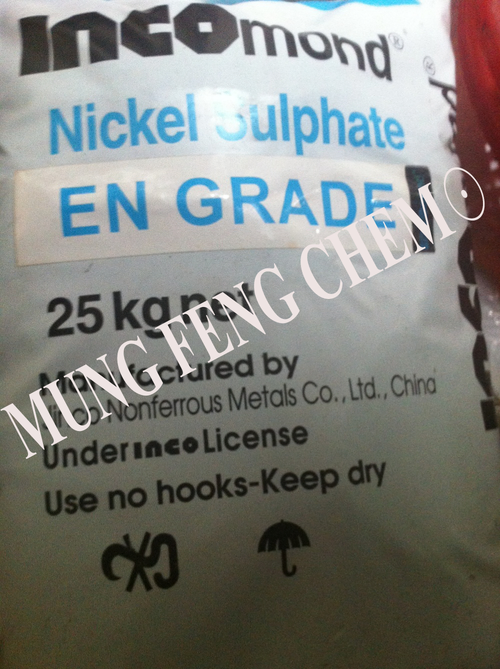 INCOmond®
Nickel Sulphate
EN GRADE
25 kg net
Manufactured by
Nonferrous Metals Co., Ltd., China
Under INCO License
Use no hooks-Keep dry
MUNG FENG CHEM